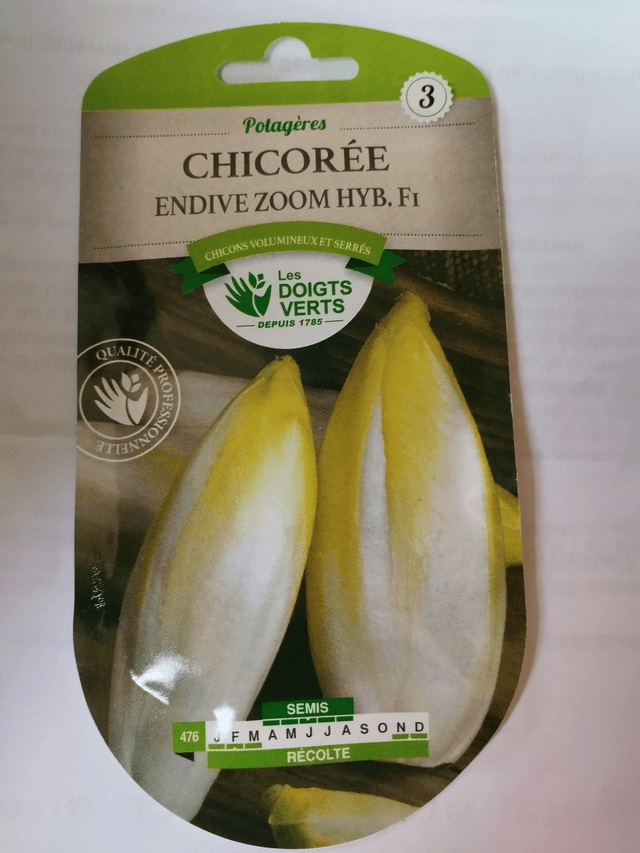 3
Potagères
CHICORÉE
ENDIVE ZOOM HYB. F1
CHICONS VOLUMINEUX ET SERRÉS
Les
DOIGTS
VERTS
DEPUIS 1785
QUALITÉ PROFESSIONNELLE
SEMIS
476 J F M A M J J A S O N D
RÉCOLTE